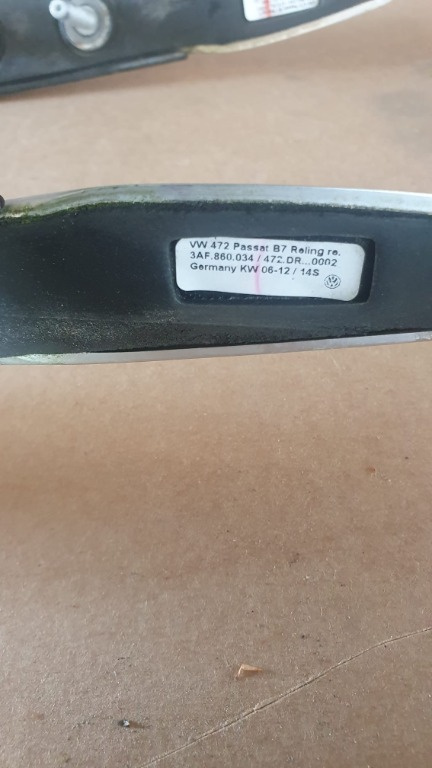 VW 472 Passat B7 Reling re.
3AF.860.034 / 472.DR...0002
Germany KW 06-12 / 14S